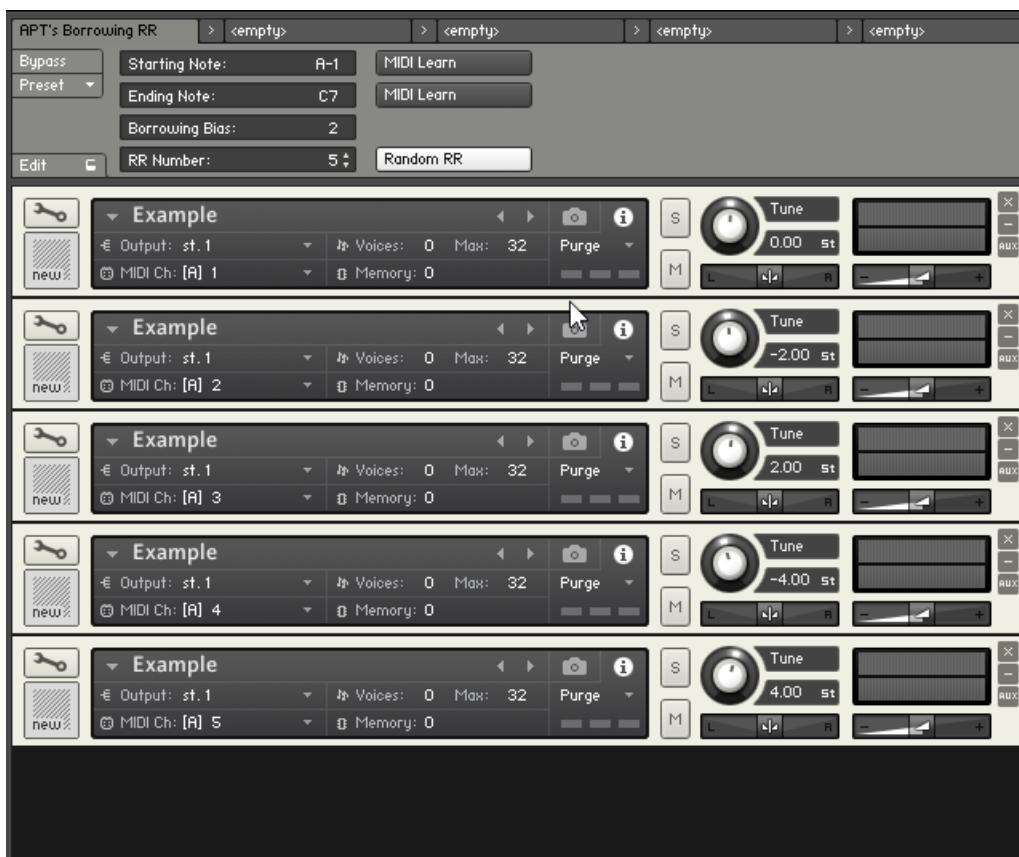 APT's Borrowing RR > <empty> > <empty> > <empty> > <empty>
Bypass Starting Note: A-1 MIDI Learn
Preset Ending Note: C7 MIDI Learn
Borrowing Bias: 2
Edit RR Number: 5 Random RR
Example i S Tune x
Output: st.1 Voices: 0 Max: 32 Purge 0.00 st - AUX
new MIDI Ch: [A] 1 Memory: 0 M L R - +
Example i S Tune x
Output: st.1 Voices: 0 Max: 32 Purge -2.00 st - AUX
new MIDI Ch: [A] 2 Memory: 0 M L R - +
Example i S Tune x
Output: st.1 Voices: 0 Max: 32 Purge 2.00 st - AUX
new MIDI Ch: [A] 3 Memory: 0 M L R - +
Example i S Tune x
Output: st.1 Voices: 0 Max: 32 Purge -4.00 st - AUX
new MIDI Ch: [A] 4 Memory: 0 M L R - +
Example i S Tune x
Output: st.1 Voices: 0 Max: 32 Purge 4.00 st - AUX
new MIDI Ch: [A] 5 Memory: 0 M L R - +